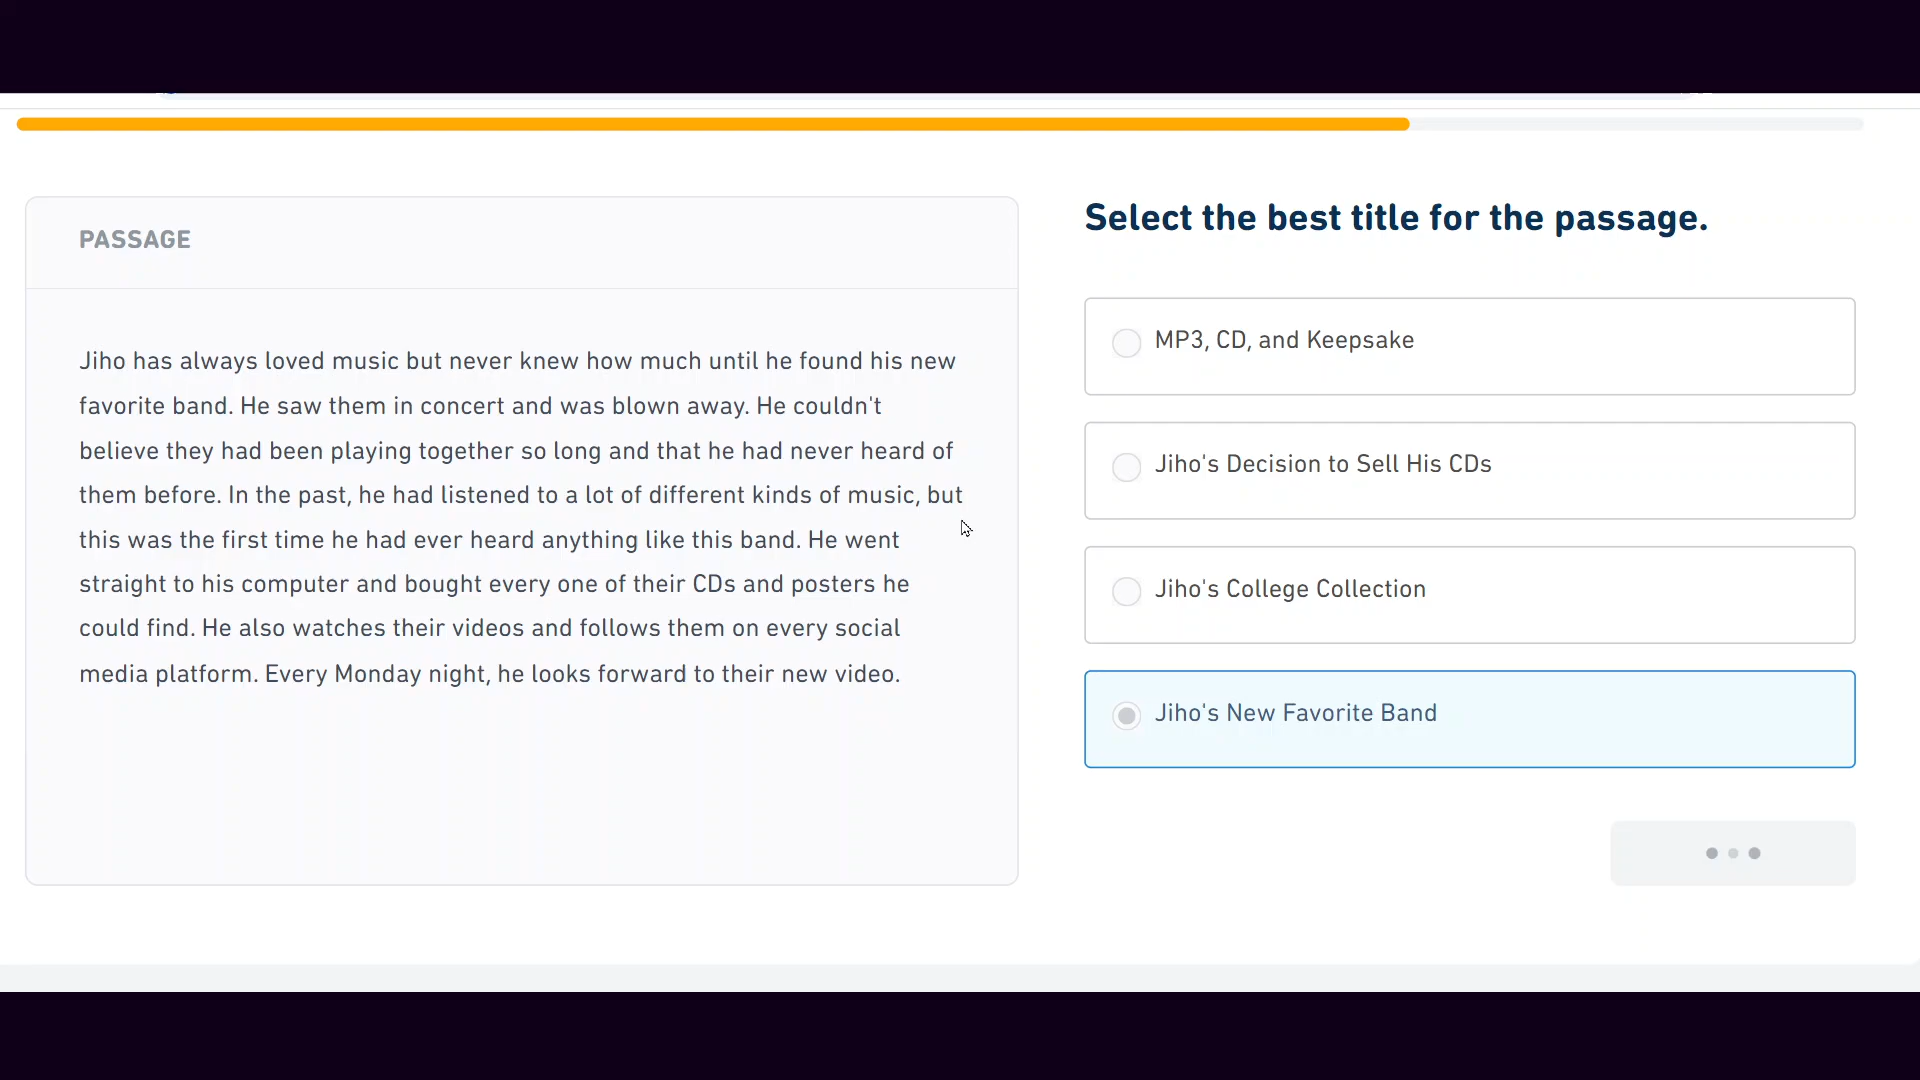 PASSAGE
Jiho has always loved music but never knew how much until he found his new
favorite band. He saw them in concert and was blown away. He couldn't
believe they had been playing together so long and that he had never heard of
them before. In the past, he had listened to a lot of different kinds of music, but
this was the first time he had ever heard anything like this band. He went
straight to his computer and bought every one of their CDs and posters he
could find. He also watches their videos and follows them on every social
media platform. Every Monday night, he looks forward to their new video.
Select the best title for the passage.
MP3, CD, and Keepsake
Jiho's Decision to Sell His CDs
Jiho's College Collection
Jiho's New Favorite Band